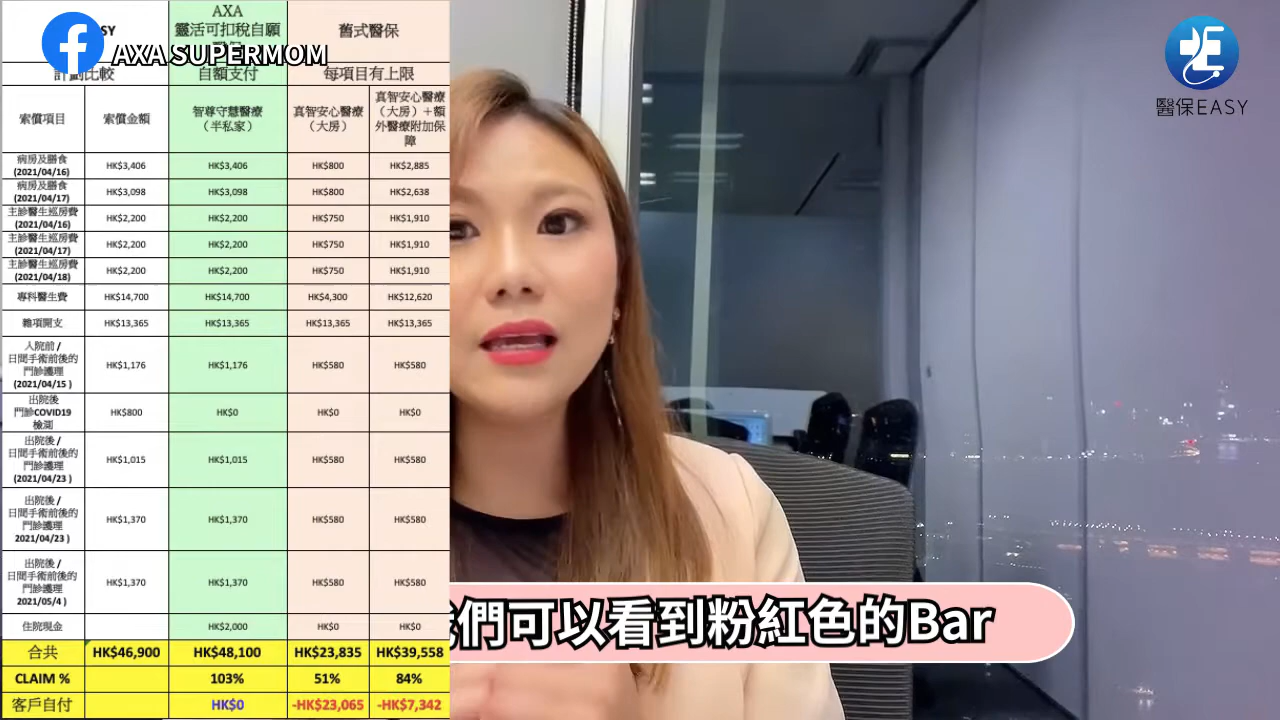 AXA SUPERMOM
醫保EASY
AXA
靈活可扣稅自願
舊式醫保
計劃比較 自願支付 每項目有上限
索償項目 索償金額 智尊守慧醫療
（半私家） 真智安心醫療
（大房） 真智安心醫療
（大房）＋額
外醫療附加保
障
病房及膳食
(2021/04/16) HK$3,406 HK$3,406 HK$800 HK$2,885
病房及膳食
(2021/04/17) HK$3,098 HK$3,098 HK$800 HK$2,638
主診醫生巡房費
(2021/04/16) HK$2,200 HK$2,200 HK$750 HK$1,910
主診醫生巡房費
(2021/04/17) HK$2,200 HK$2,200 HK$750 HK$1,910
主診醫生巡房費
(2021/04/18) HK$2,200 HK$2,200 HK$750 HK$1,910
專科醫生費 HK$14,700 HK$14,700 HK$4,300 HK$12,620
雜項開支 HK$13,365 HK$13,365 HK$13,365 HK$13,365
入院前 /
日間手術前後的
門診護理
(2021/04/15 ) HK$1,176 HK$1,176 HK$580 HK$580
出院後
門診COVID19
檢測 HK$800 HK$0 HK$0 HK$0
出院後 /
日間手術前後的
門診護理
(2021/04/23 ) HK$1,015 HK$1,015 HK$580 HK$580
出院後 /
日間手術前後的
門診護理
2021/04/23 ) HK$1,370 HK$1,370 HK$580 HK$580
出院後 /
日間手術前後的
門診護理
2021/05/4 ) HK$1,370 HK$1,370 HK$580 HK$580
住院現金 HK$2,000 HK$0 HK$0
合共 HK$46,900 HK$48,100 HK$23,835 HK$39,558
CLAIM % 103% 51% 84%
客戶自付 HK$0 -HK$23,065 -HK$7,342
們可以看到粉紅色的Bar